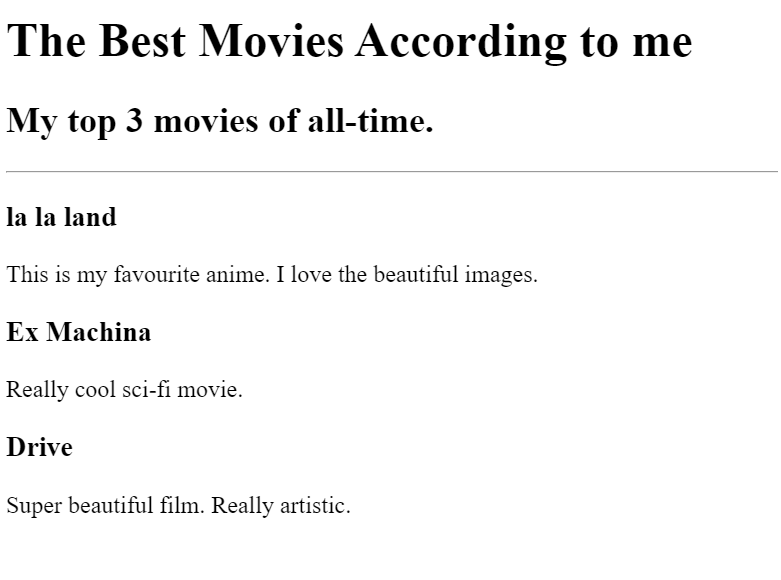 The Best Movies According to me
My top 3 movies of all-time.
la la land
This is my favourite anime. I love the beautiful images.
Ex Machina
Really cool sci-fi movie.
Drive
Super beautiful film. Really artistic.